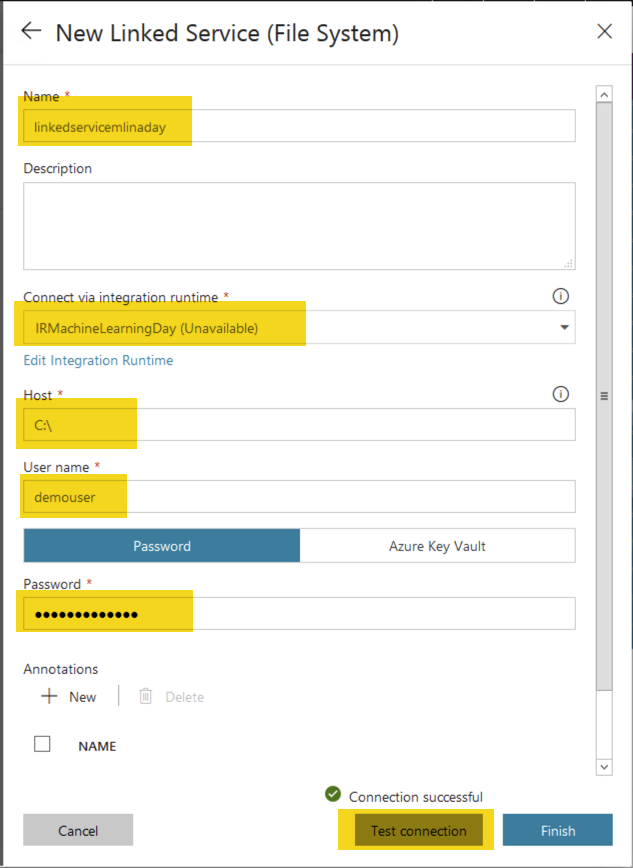 New Linked Service (File System)
Name *
linkedservicemlinaday
Description
Connect via integration runtime *
IRMachineLearningDay (Unavailable)
Edit Integration Runtime
Host *
C:\
User name *
demouser
Password Azure Key Vault
Password *
•••••••••••••
Annotations
New Delete
NAME
Connection successful
Cancel Test connection Finish